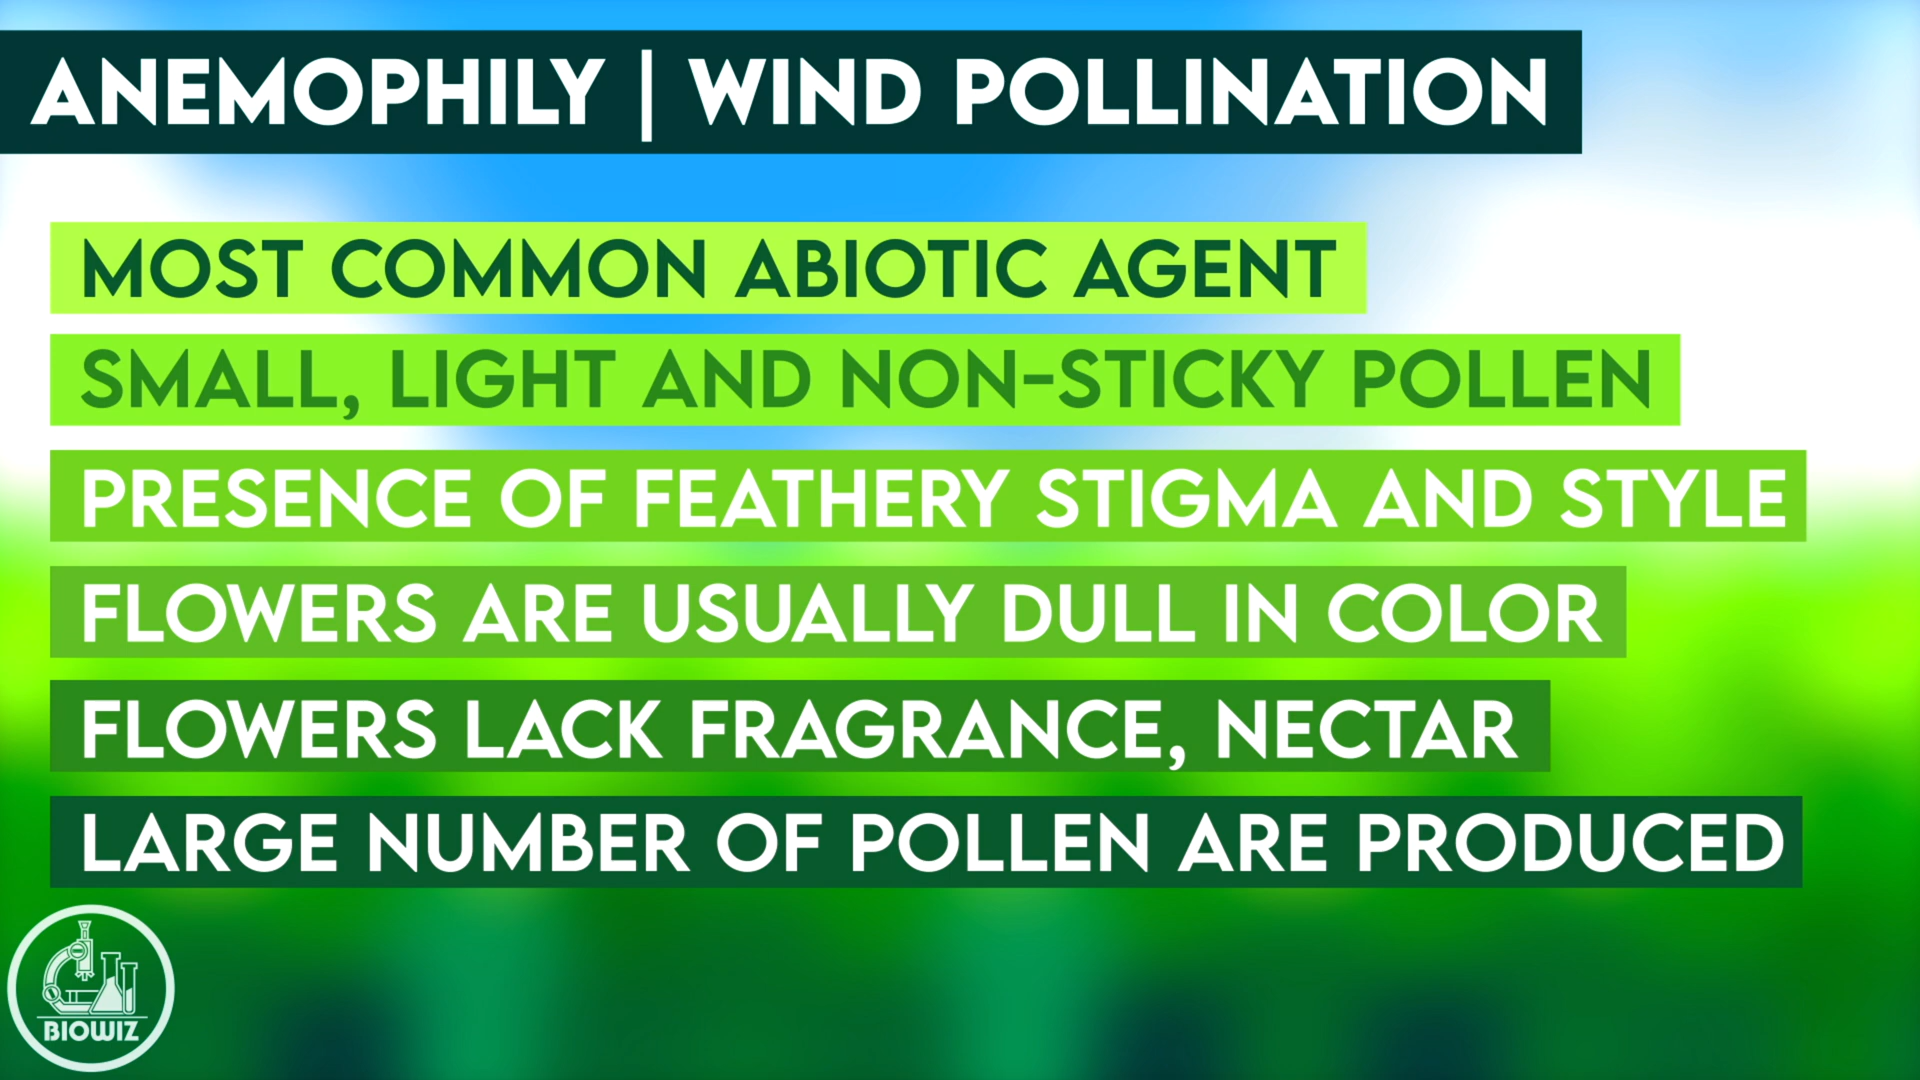 ANEMOPHILY | WIND POLLINATION
MOST COMMON ABIOTIC AGENT
SMALL, LIGHT AND NON-STICKY POLLEN
PRESENCE OF FEATHERY STIGMA AND STYLE
FLOWERS ARE USUALLY DULL IN COLOR
FLOWERS LACK FRAGRANCE, NECTAR
LARGE NUMBER OF POLLEN ARE PRODUCED
BIOWIZ